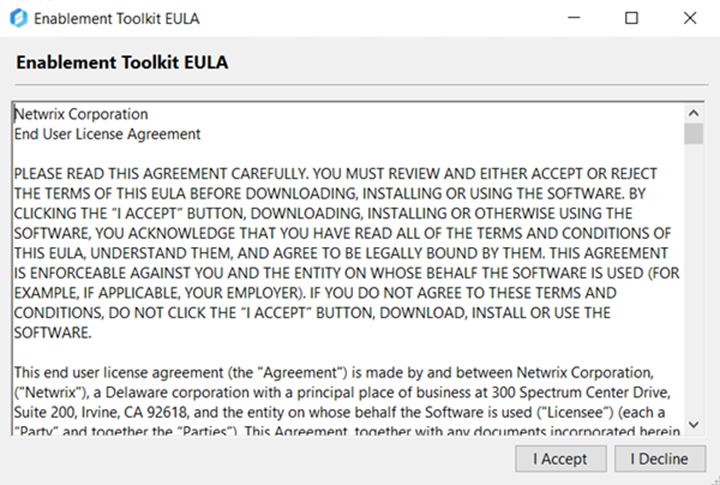 Enablement Toolkit EULA
Enablement Toolkit EULA
Netwrix Corporation
End User License Agreement
PLEASE READ THIS AGREEMENT CAREFULLY. YOU MUST REVIEW AND EITHER ACCEPT OR REJECT
THE TERMS OF THIS EULA BEFORE DOWNLOADING, INSTALLING OR USING THE SOFTWARE. BY
CLICKING THE “I ACCEPT” BUTTON, DOWNLOADING, INSTALLING OR OTHERWISE USING THE
SOFTWARE, YOU ACKNOWLEDGE THAT YOU HAVE READ ALL OF THE TERMS AND CONDITIONS OF
THIS EULA, UNDERSTAND THEM, AND AGREE TO BE LEGALLY BOUND BY THEM. THIS AGREEMENT
IS ENFORCEABLE AGAINST YOU AND THE ENTITY ON WHOSE BEHALF THE SOFTWARE IS USED (FOR
EXAMPLE, IF APPLICABLE, YOUR EMPLOYER). IF YOU DO NOT AGREE TO THESE TERMS AND
CONDITIONS, DO NOT CLICK THE “I ACCEPT” BUTTON, DOWNLOAD, INSTALL OR USE THE
SOFTWARE.
This end user license agreement (the "Agreement") is made by and between Netwrix Corporation,
("Netwrix"), a Delaware corporation with a principal place of business at 300 Spectrum Center Drive,
Suite 200, Irvine, CA 92618, and the entity on whose behalf the Software is used ("Licensee”) (each a
“Party” and together the “Parties”). This Agreement, together with any documents incorporated herein
I Accept
I Decline